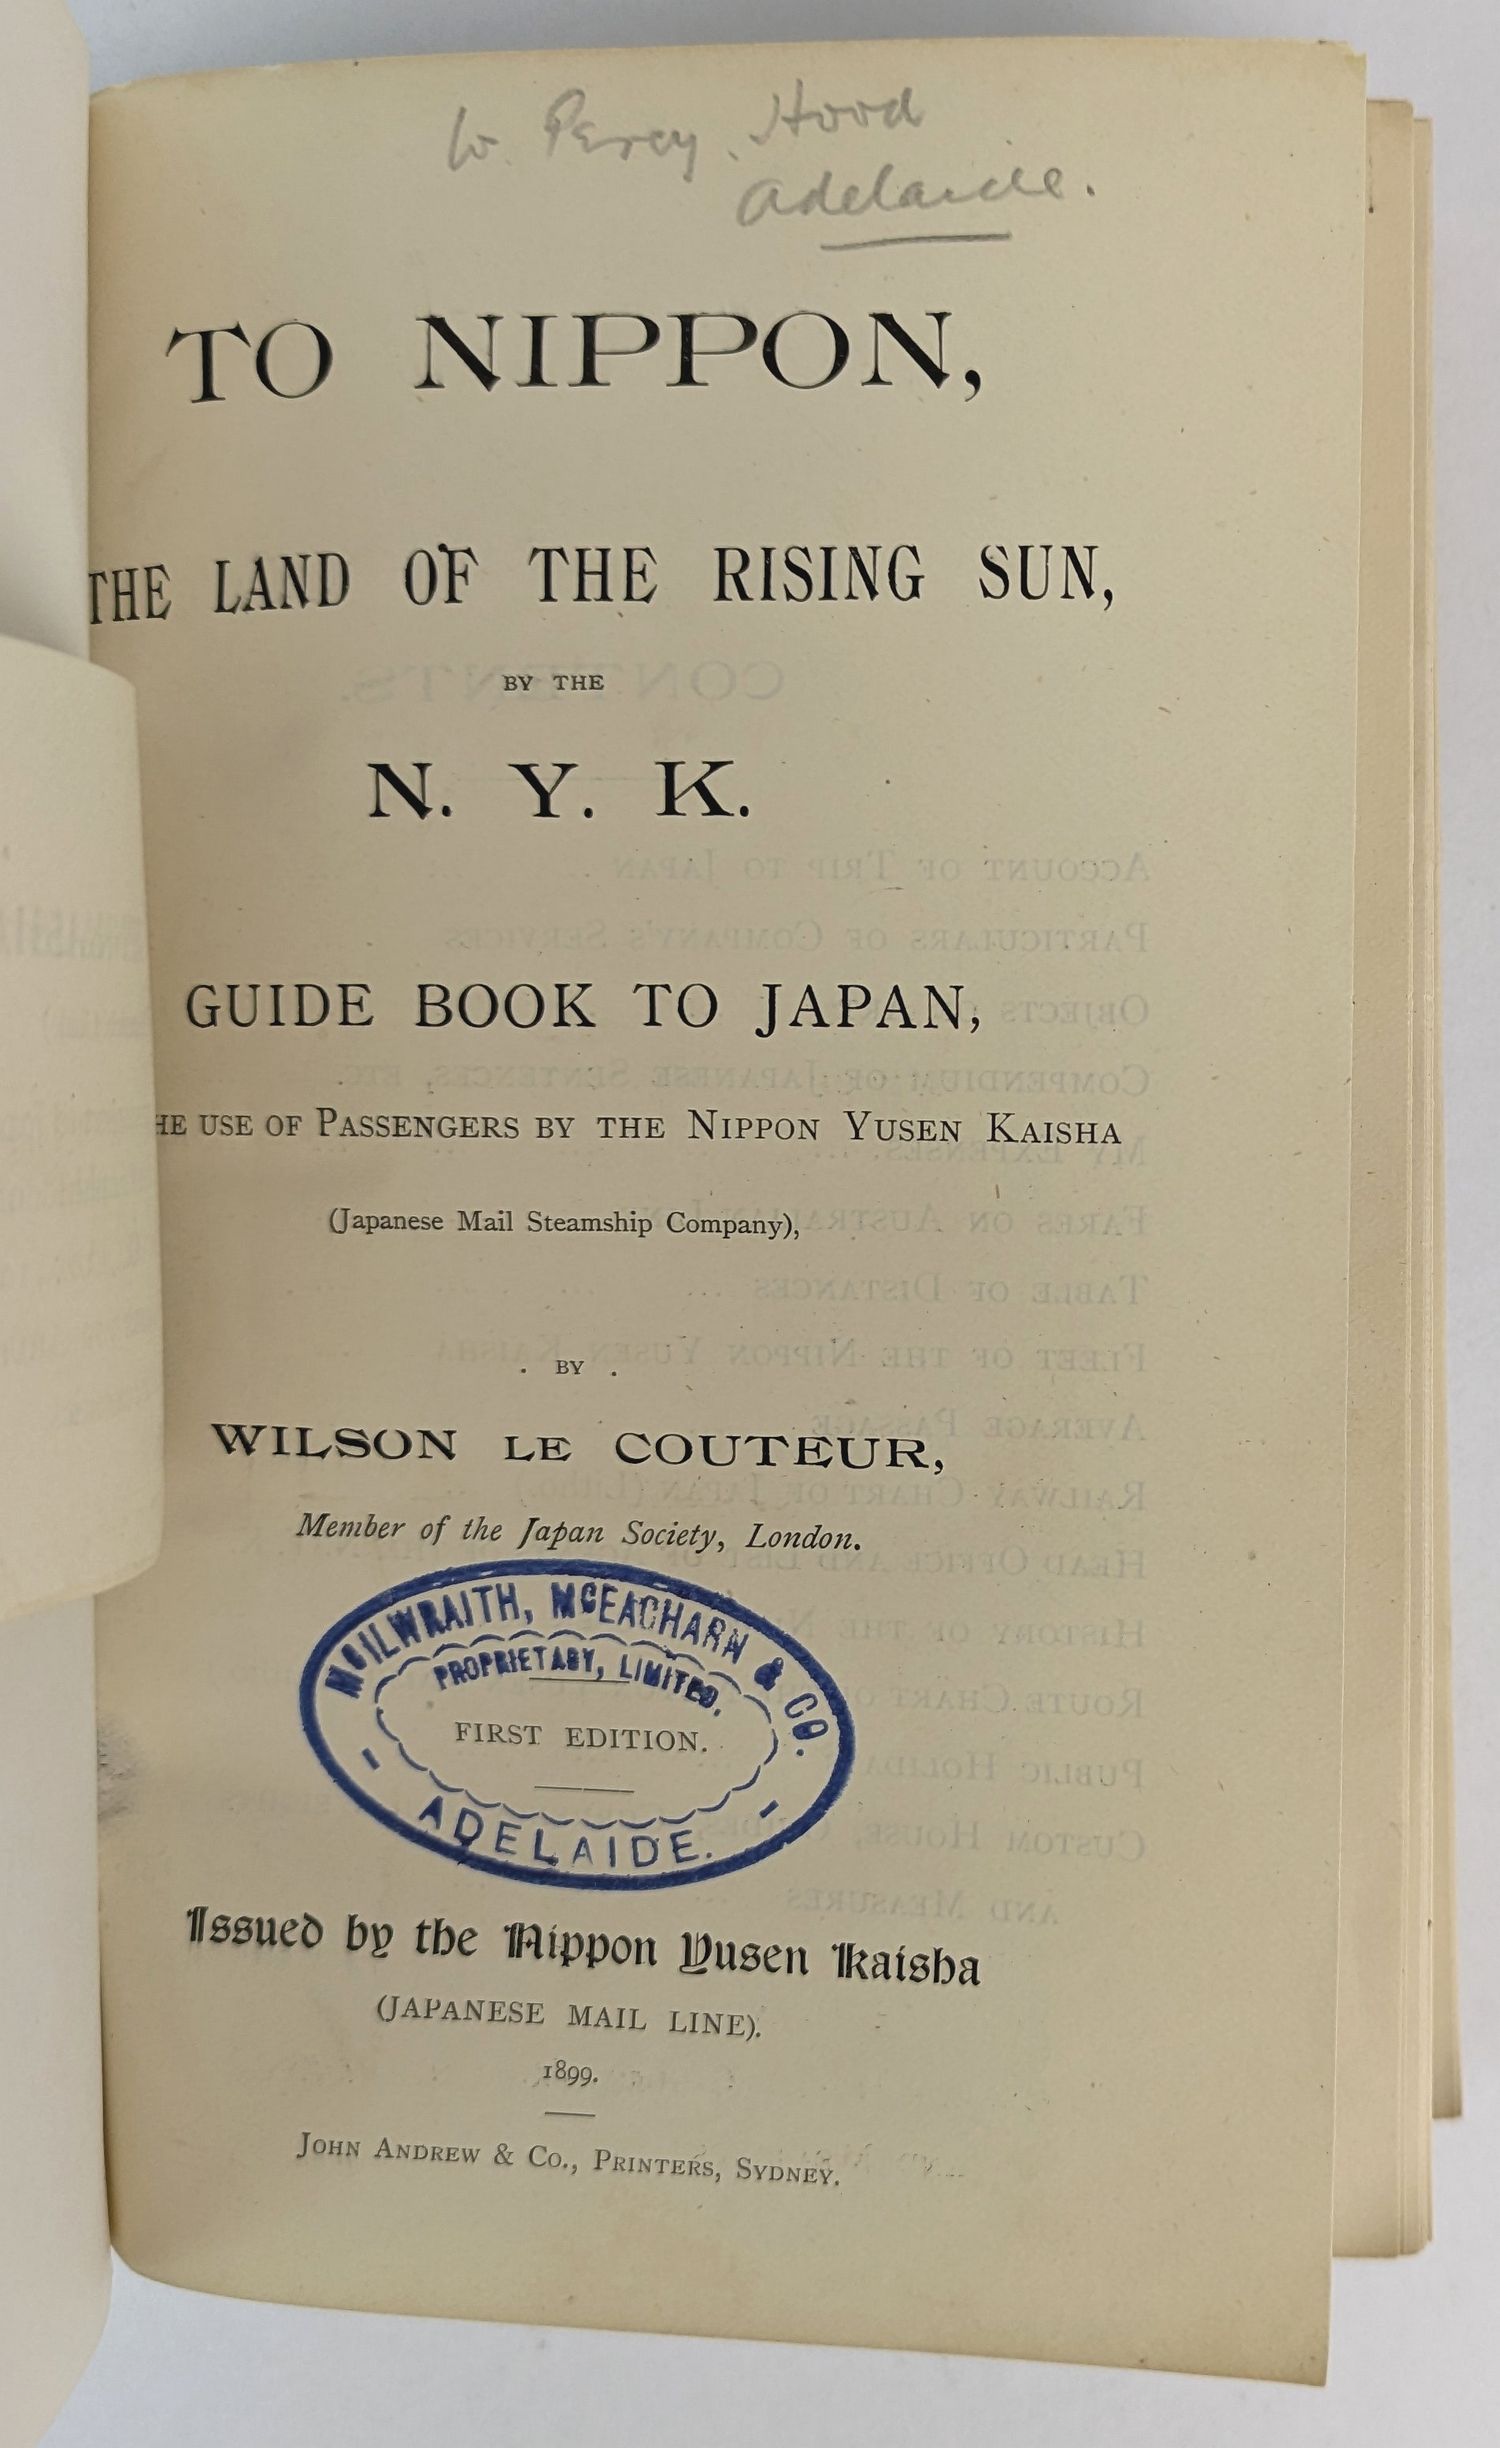 W. Percy. Hood
Adelaide.
TO NIPPON,
THE LAND OF THE RISING SUN,
BY THE
N. Y. K.
GUIDE BOOK TO JAPAN,
HE USE OF PASSENGERS BY THE NIPPON YUSEN KAISHA
(Japanese Mail Steamship Company),
. BY .
WILSON LE COUTEUR,
Member of the Japan Society, London.
MCILWRAITH, MCEACHARN & CO.
PROPRIETARY, LIMITED.
FIRST EDITION.
ADELAIDE.
Issued by the Nippon Yusen Kaisha
(JAPANESE MAIL LINE).
1899.
JOHN ANDREW & CO., PRINTERS, SYDNEY.